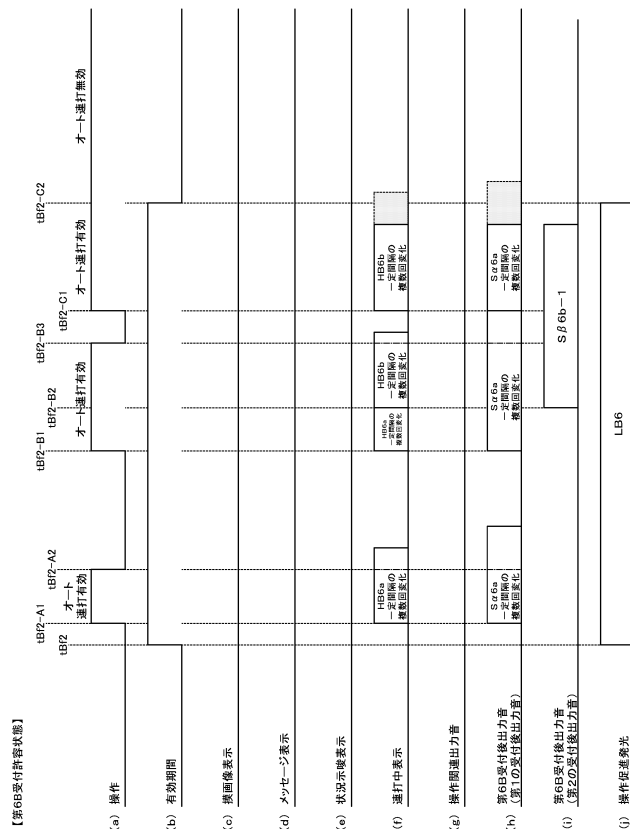 【第6B受付許容状態】
tBf2
tBf2-A1
tBf2-A2
tBf2-B1
tBf2-B2
tBf2-B3
tBf2-C1
tBf2-C2
オート
連打有効
オート連打有効
オート連打有効
オート連打無効
(a) 操作
(b) 有効期間
(c) 摸画像表示
(d) メッセージ表示
(e) 状況示唆表示
(f) 連打中表示
HB6a
一定間隔の
複数回変化
HB6a
一定間隔の
複数回変化
HB6b
一定間隔の
複数回変化
HB6b
一定間隔の
複数回変化
(g) 操作関連出力音
(h) 第6B受付後出力音
(第1の受付後出力音)
Sα6a
一定間隔の
複数回変化
Sα6a
一定間隔の
複数回変化
Sα6a
一定間隔の
複数回変化
(i) 第6B受付後出力音
(第2の受付後出力音)
Sβ6b-1
(j) 操作促進発光
LB6